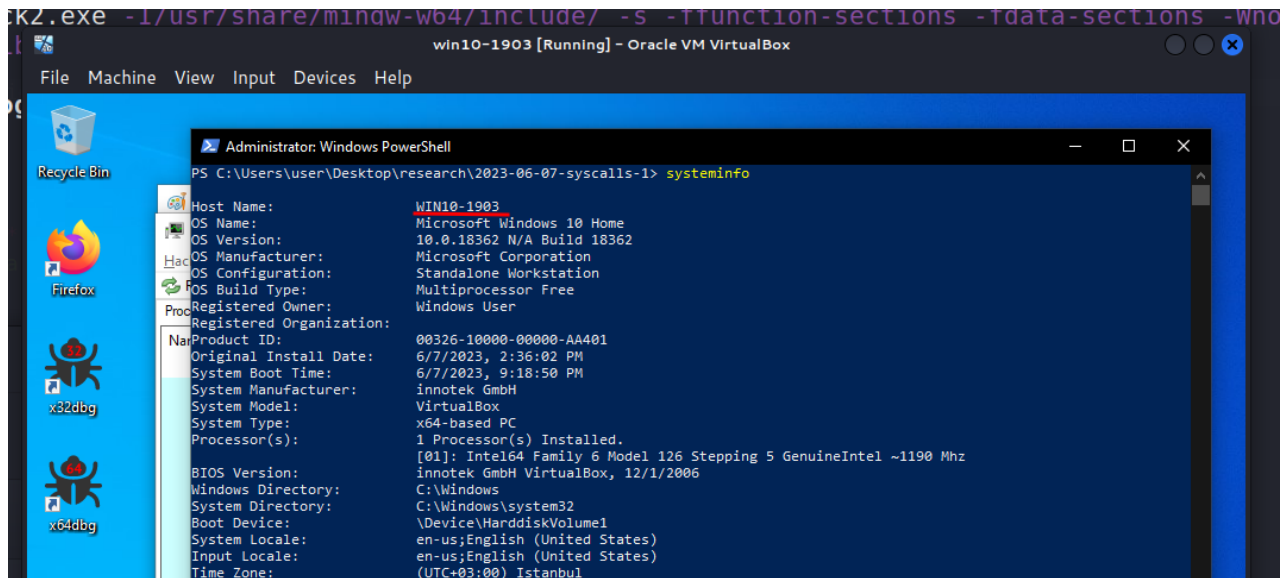 ck2.exe -I/usr/share/mingw-w64/include/ -s -ffunction-sections -fdata-sections -Wno
win10-1903 [Running] - Oracle VM VirtualBox
File Machine View Input Devices Help
Recycle Bin
Firefox
32
x32dbg
64
x64dbg
Hac
Proc
Nar
Administrator: Windows PowerShell
PS C:\Users\user\Desktop\research\2023-06-07-syscalls-1> systeminfo
Host Name: WIN10-1903
OS Name: Microsoft Windows 10 Home
OS Version: 10.0.18362 N/A Build 18362
OS Manufacturer: Microsoft Corporation
OS Configuration: Standalone Workstation
OS Build Type: Multiprocessor Free
Registered Owner: Windows User
Registered Organization:
Product ID: 00326-10000-00000-AA401
Original Install Date: 6/7/2023, 2:36:02 PM
System Boot Time: 6/7/2023, 9:18:50 PM
System Manufacturer: innotek GmbH
System Model: VirtualBox
System Type: x64-based PC
Processor(s): 1 Processor(s) Installed.
[01]: Intel64 Family 6 Model 126 Stepping 5 GenuineIntel ~1190 Mhz
BIOS Version: innotek GmbH VirtualBox, 12/1/2006
Windows Directory: C:\Windows
System Directory: C:\Windows\system32
Boot Device: \Device\HarddiskVolume1
System Locale: en-us;English (United States)
Input Locale: en-us;English (United States)
Time Zone: (UTC+03:00) Istanbul